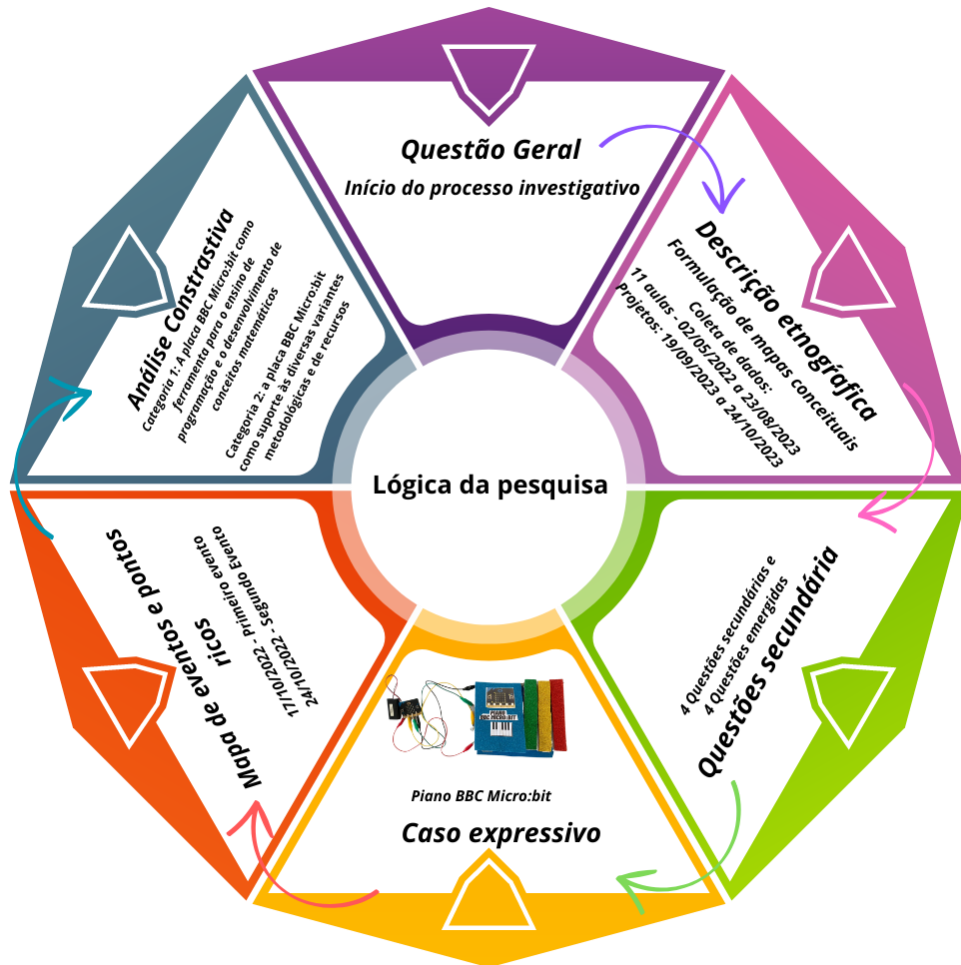 Questão Geral
Início do processo investigativo
Descrição etnográfica
Formulação de mapas conceituais
Coleta de dados:
11 aulas - 02/05/2022 a 23/08/2023
Projetos: 19/09/2023 a 24/10/2023
4 Questões secundárias e
4 Questões emergidas
Questões secundária
PIANO
BBC MICRO:BIT
Piano BBC Micro:bit
Caso expressivo
Mapa de eventos e pontos
ricos
17/10/2022 - Primeiro evento
24/10/2022 - Segundo Evento
Análise Constrastiva
Categoria 1: A placa BBC Micro:bit como
ferramenta para o ensino de
programação e o desenvolvimento de
conceitos matemáticos
Categoria 2: a placa BBC Micro:bit
como suporte às diversas variantes
metodológicas e de recursos
Lógica da pesquisa